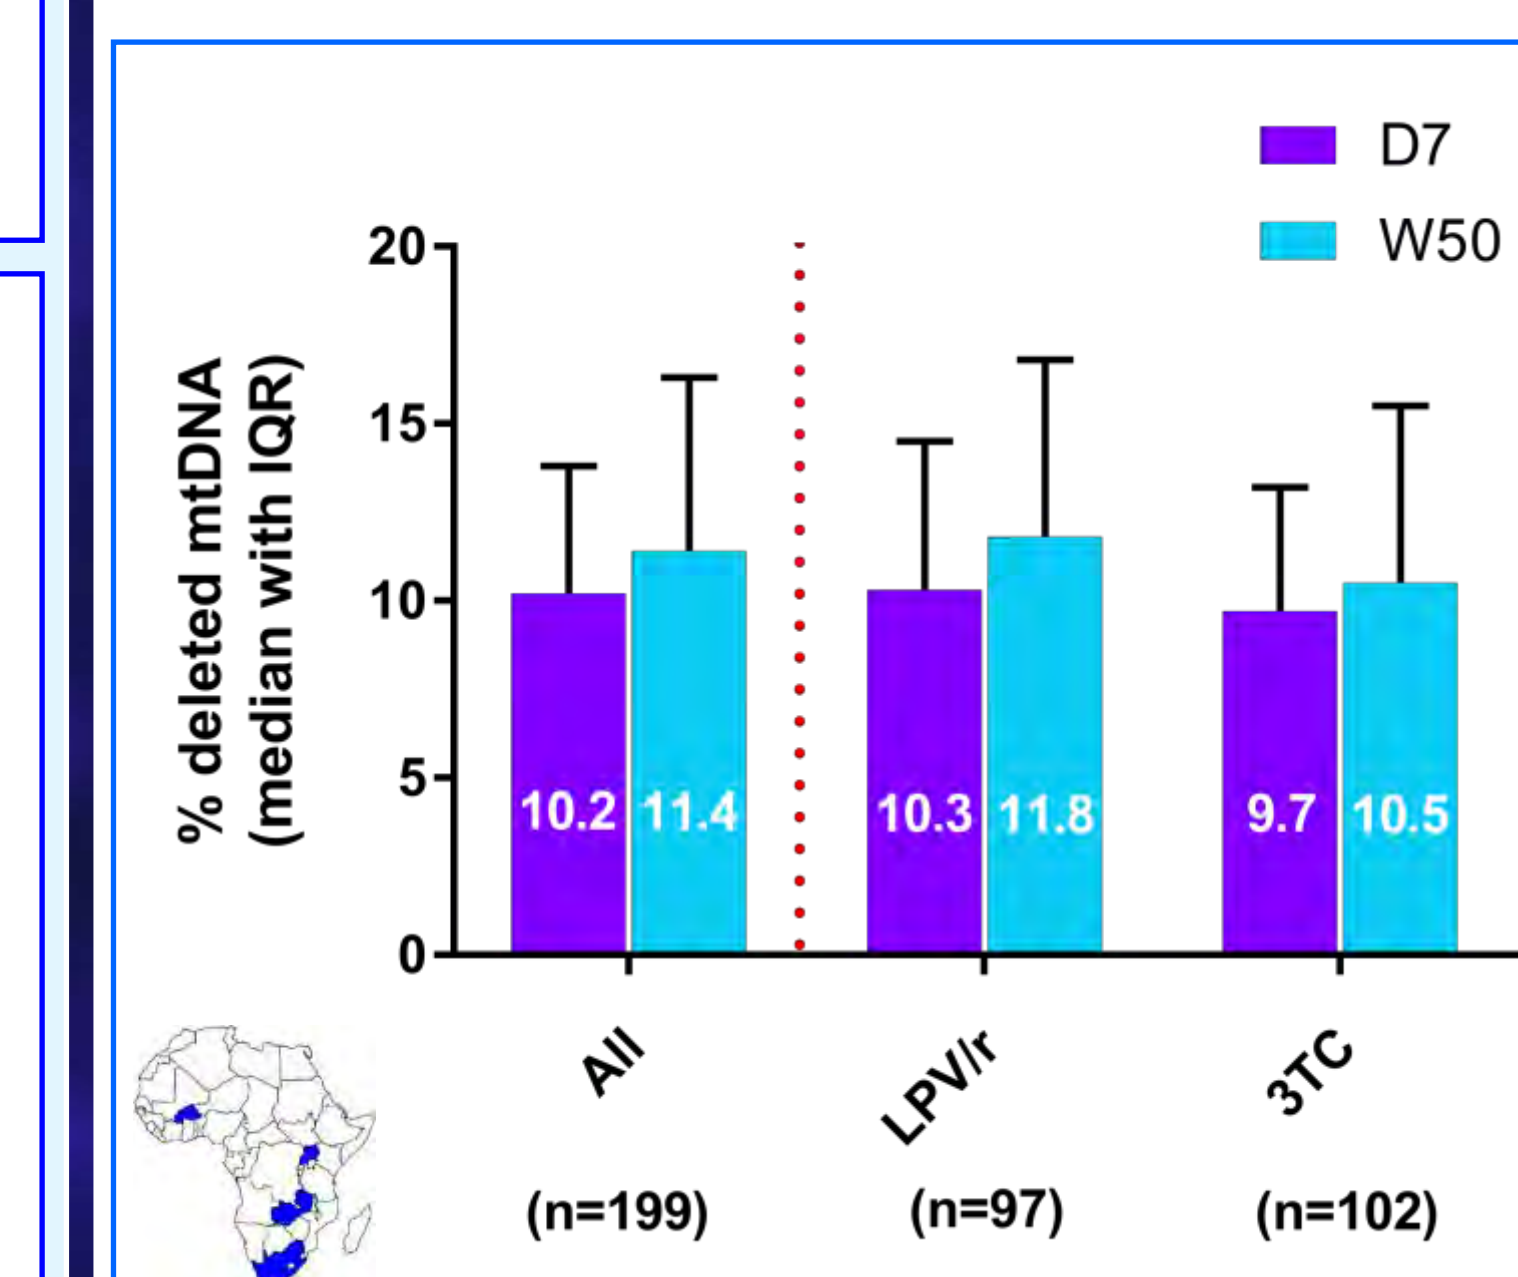 D7
W50
% deleted mtDNA
(median with IQR)
20
15
10
5
0
10.2 11.4 10.3 11.8 9.7 10.5
All LPV/r 3TC
(n=199) (n=97) (n=102)